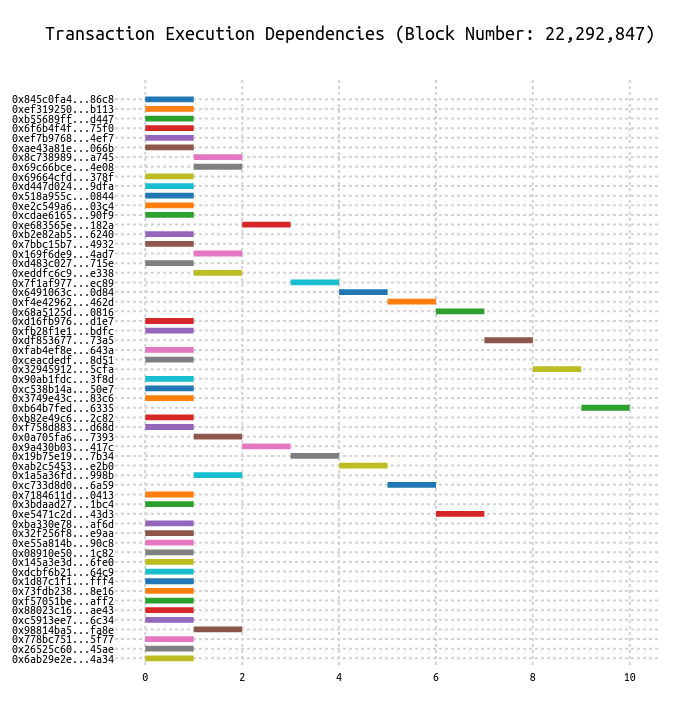 Transaction Execution Dependencies (Block Number: 22,292,847)
0x845c0fa4...86c8
0xef319250...b113
0xb55689ff...d447
0x6f6b4f4f...75f0
0xef7b9768...4ef7
0xae43a81e...066b
0x8c738989...a745
0x69c66bce...4e08
0x69664cfd...378f
0xd447d024...9dfa
0x518a955c...0844
0xe2c549a6...03c4
0xcdae6165...90f9
0xe683565e...182a
0xb2e82ab5...6240
0x7bbc15b7...4932
0x169f6de9...4ad7
0xd483c027...715e
0xeddfc6c9...e338
0x7f1af977...ec89
0x6491063c...0d84
0xf4e42962...462d
0x68a5125d...0816
0xd16fb976...d1e7
0xfb28f1e1...bdfc
0xdf853677...73a5
0xfab4ef8e...643a
0xceacdedf...8d51
0x32945912...5cfa
0x90ab1fdc...3f8d
0xc538b14a...50e7
0x3749e43c...83c6
0xb64b7fed...6335
0xb82e49c6...2c82
0xf758d883...d68d
0x0a705fa6...7393
0x9a430b03...417c
0x19b75e19...7b34
0xab2c5453...e2b0
0x1a5a36fd...998b
0xc733d8d0...6a59
0x7184611d...0413
0x3bdaad27...1bc4
0xe5471c2d...43d3
0xba330e78...af6d
0x32f256f8...e9aa
0xe55a814b...90c8
0x08910e50...1c82
0x145a3e3d...6fe0
0xdcbf6b21...64c9
0x1d87c1f1...fff4
0x73fdb238...8e16
0xf57051be...aff2
0x88023c16...ae43
0xc5913ee7...6c34
0x98814ba5...fa8e
0x778bc751...5f77
0x26525c60...45ae
0x6ab29e2e...4a34
0 2 4 6 8 10